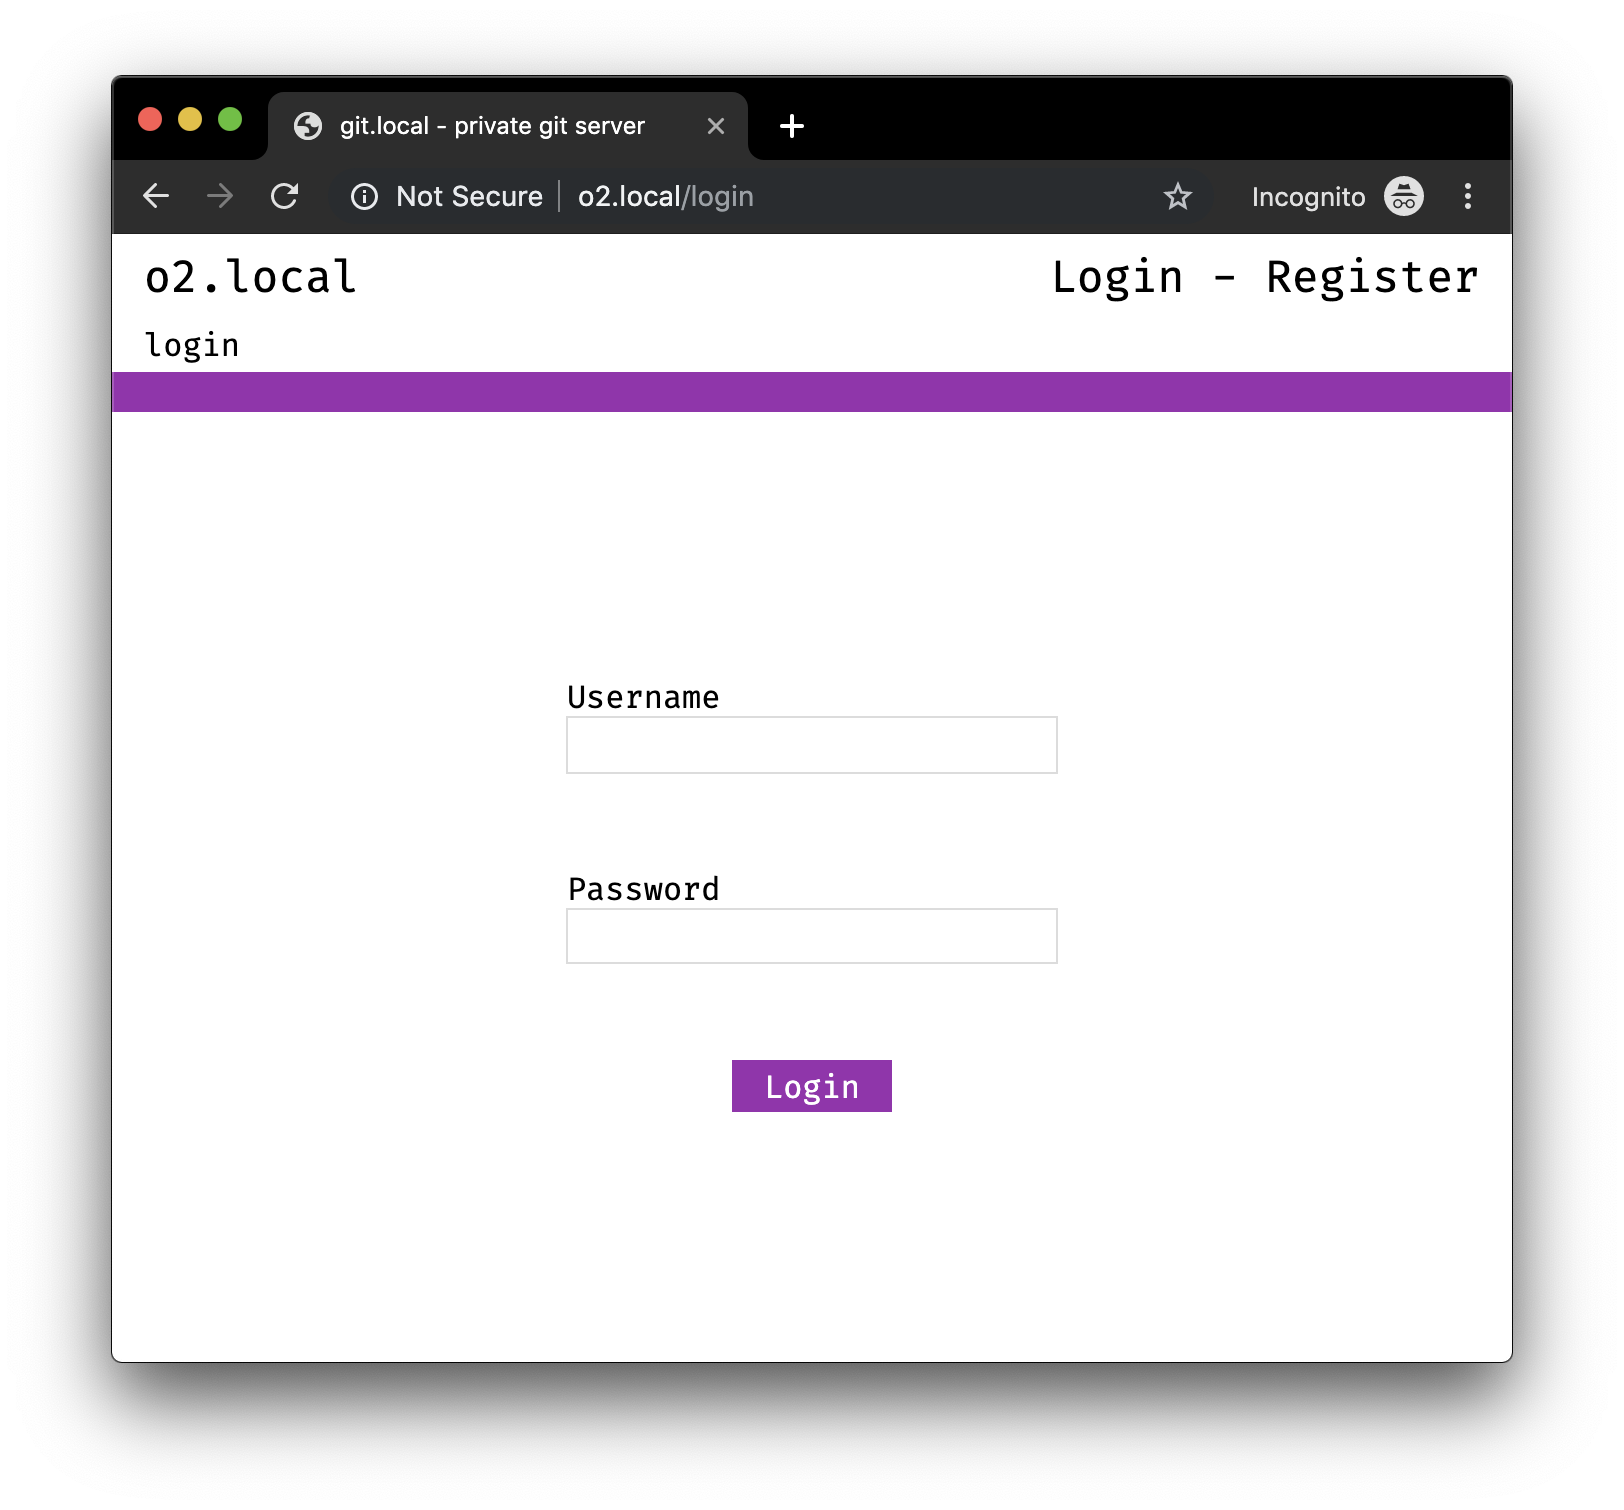 git.local - private git server
Not Secure o2.local/login
Incognito
o2.local
Login - Register
login
Username
Password
Login